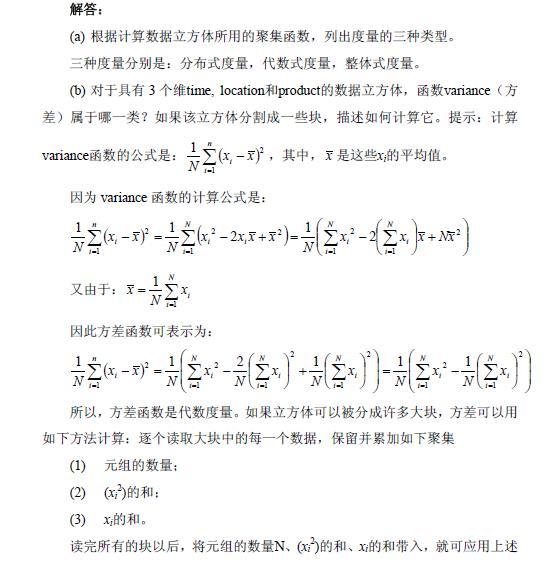 解答：
(a) 根据计算数据立方体所用的聚集函数，列出度量的三种类型。
三种度量分别是：分布式度量，代数式度量，整体式度量。
(b) 对于具有 3 个维time, location和product的数据立方体，函数variance（方
差）属于哪一类？如果该立方体分割成一些块，描述如何计算它。提示：计算
variance函数的公式是：$\frac{1}{N}\sum_{i=1}^{n}(x_i-\bar{x})^2$，其中，$\bar{x}$ 是这些$x_i$的平均值。
因为 variance 函数的计算公式是：
$\frac{1}{N}\sum_{i=1}^{n}(x_i-\bar{x})^2=\frac{1}{N}\sum_{i=1}^{N}(x_i^2-2x_i\bar{x}+\bar{x}^2)=\frac{1}{N}\left(\sum_{i=1}^{N}x_i^2-2\left(\sum_{i=1}^{N}x_i\right)\bar{x}+N\bar{x}^2\right)$
又由于：$\bar{x}=\frac{1}{N}\sum_{i=1}^{N}x_i$
因此方差函数可表示为：
$\frac{1}{N}\sum_{i=1}^{n}(x_i-\bar{x})^2=\frac{1}{N}\left(\sum_{i=1}^{N}x_i^2-\frac{2}{N}\left(\sum_{i=1}^{N}x_i\right)^2+\frac{1}{N}\left(\sum_{i=1}^{N}x_i\right)^2\right)=\frac{1}{N}\left(\sum_{i=1}^{N}x_i^2-\frac{1}{N}\left(\sum_{i=1}^{N}x_i\right)^2\right)$
所以，方差函数是代数度量。如果立方体可以被分成许多大块，方差可以用
如下方法计算：逐个读取大块中的每一个数据，保留并累加如下聚集
(1) 元组的数量；
(2) $(x_i^2)$的和；
(3) $x_i$的和。
读完所有的块以后，将元组的数量N、$(x_i^2)$的和、$x_i$的和带入，就可应用上述